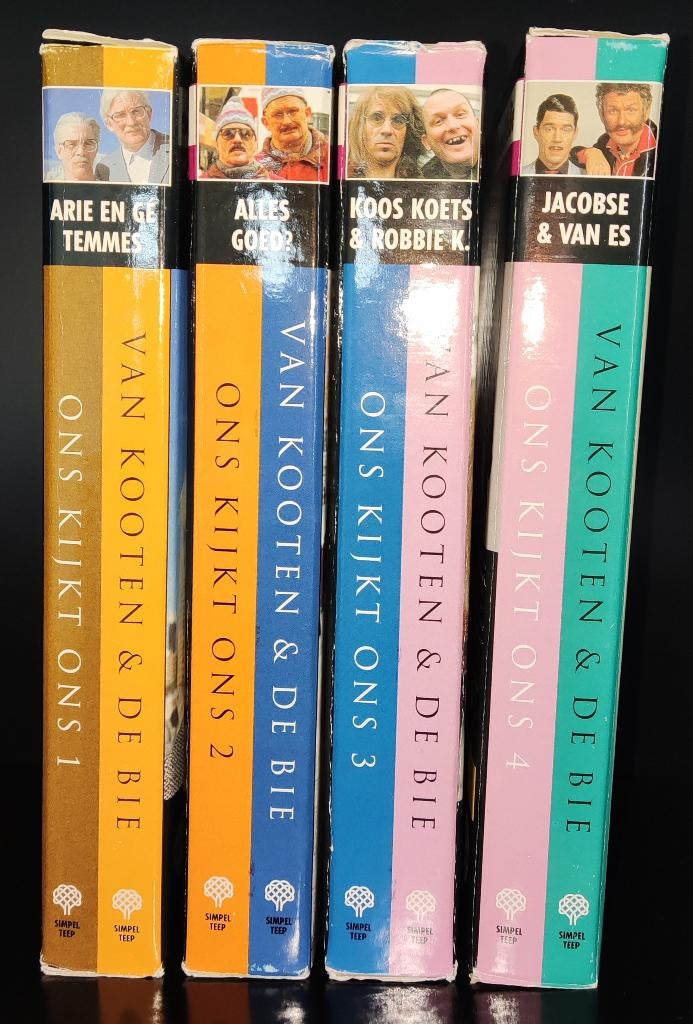 ARIE EN GÉ
TEMMES
ONS KIJKT ONS 1
VAN KOOTEN & DE BIE
SIMPEL
TEEP
SIMPEL
TEEP
ALLES
GOED?
ONS KIJKT ONS 2
VAN KOOTEN & DE BIE
SIMPEL
TEEP
SIMPEL
TEEP
KOOS KOETS
& ROBBIE K.
ONS KIJKT ONS 3
VAN KOOTEN & DE BIE
SIMPEL
TEEP
SIMPEL
TEEP
JACOBSE
& VAN ES
ONS KIJKT ONS 4
VAN KOOTEN & DE BIE
SIMPEL
TEEP
SIMPEL
TEEP